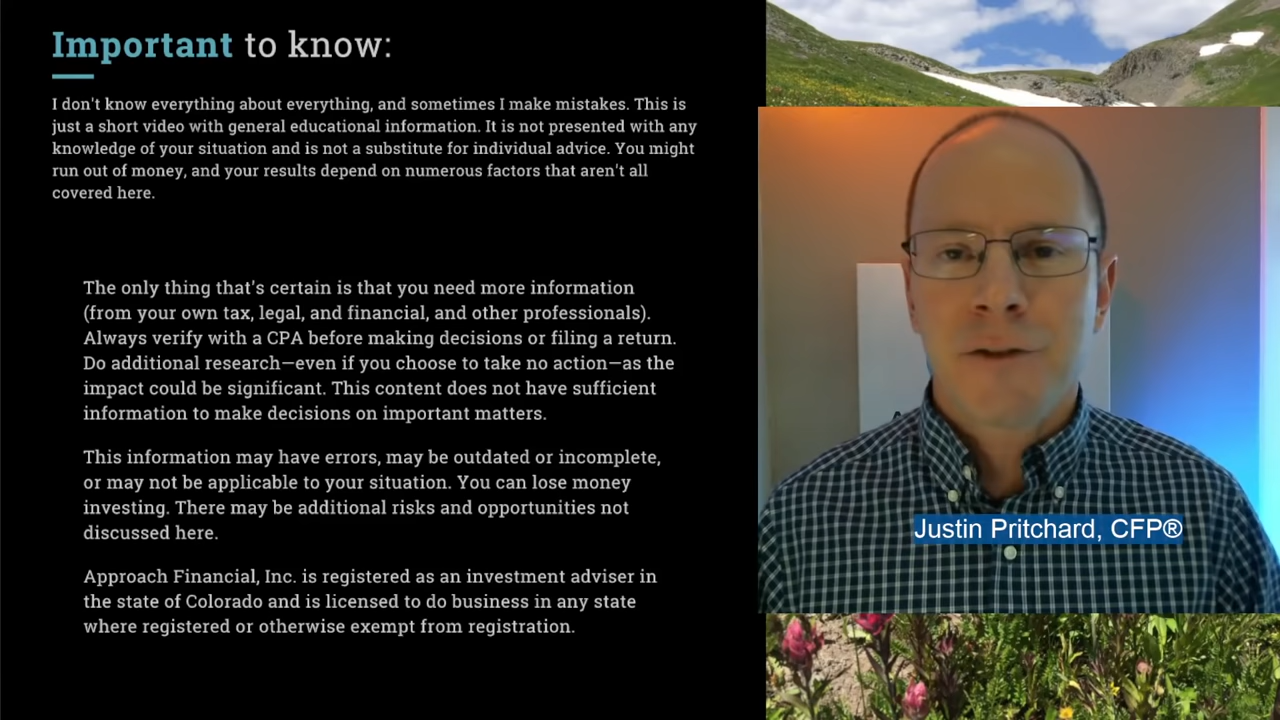 Important to know:
I don't know everything about everything, and sometimes I make mistakes. This is
just a short video with general educational information. It is not presented with any
knowledge of your situation and is not a substitute for individual advice. You might
run out of money, and your results depend on numerous factors that aren't all
covered here.
The only thing that's certain is that you need more information
(from your own tax, legal, and financial, and other professionals).
Always verify with a CPA before making decisions or filing a return.
Do additional research—even if you choose to take no action—as the
impact could be significant. This content does not have sufficient
information to make decisions on important matters.
This information may have errors, may be outdated or incomplete,
or may not be applicable to your situation. You can lose money
investing. There may be additional risks and opportunities not
discussed here.
Approach Financial, Inc. is registered as an investment adviser in
the state of Colorado and is licensed to do business in any state
where registered or otherwise exempt from registration.
Justin Pritchard, CFP®